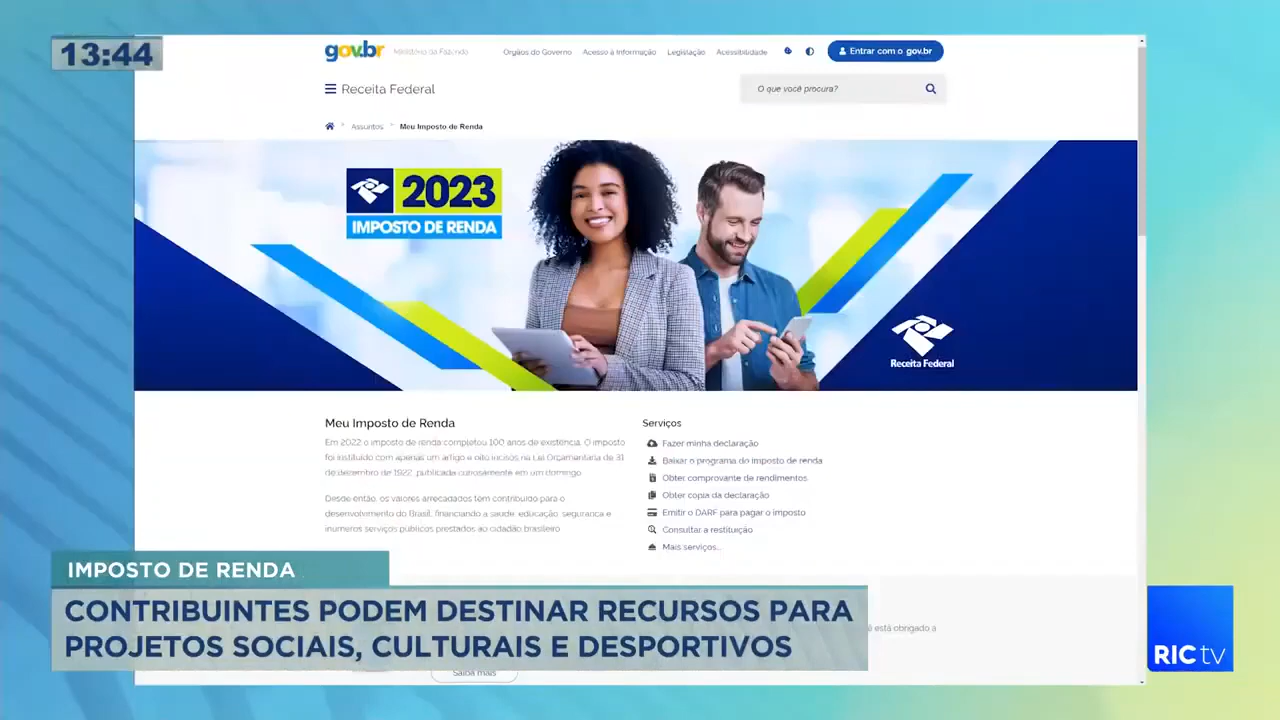 13:44
gov.br
Ministério da Fazenda
Órgãos do Governo
Acesso à Informação
Legislação
Acessibilidade
Entrar com o gov.br
Receita Federal
O que você procura?
Assuntos
Meu Imposto de Renda
2023
IMPOSTO DE RENDA
Receita Federal
Meu Imposto de Renda
Em 2022 o imposto de renda completou 100 anos de existência. O imposto
foi instituído com apenas um artigo e oito incisos na Lei Orçamentária de 31
de dezembro de 1922, publicada curiosamente em um domingo.
Desde então, os valores arrecadados têm contribuído para o
desenvolvimento do Brasil, financiando a saúde, educação, segurança e
inúmeros serviços públicos prestados ao cidadão brasileiro.
Serviços
Fazer minha declaração
Baixar o programa do imposto de renda
Obter comprovante de rendimentos
Obter cópia da declaração
Emitir o DARF para pagar o imposto
Consultar a restituição
Mais serviços...
IMPOSTO DE RENDA
CONTRIBUINTES PODEM DESTINAR RECURSOS PARA
PROJETOS SOCIAIS, CULTURAIS E DESPORTIVOS
está obrigado a
Saiba mais
RIC tv